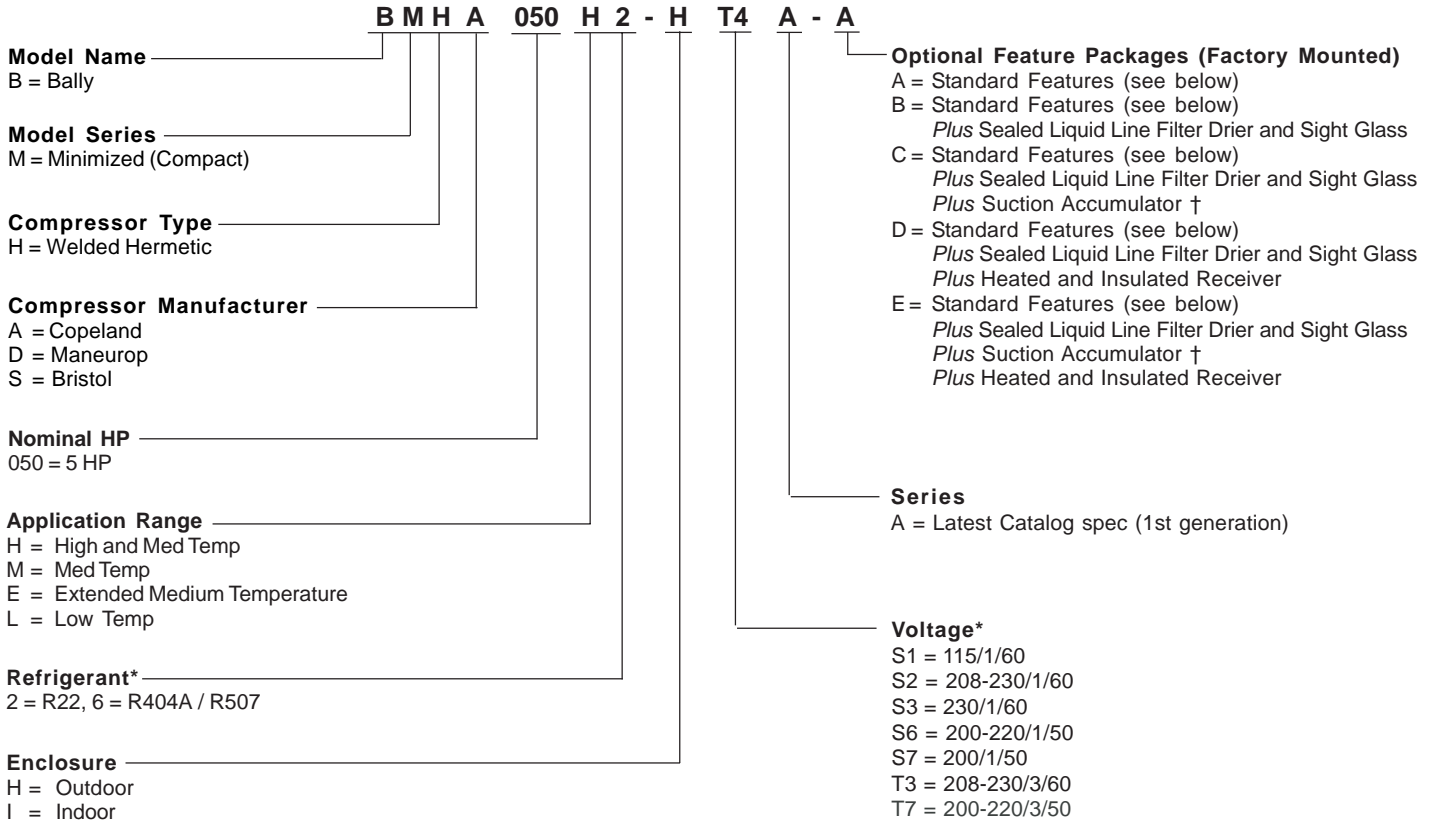 B M H A 050 H 2 - H T4 A - A
Model Name
B = Bally
Model Series
M = Minimized (Compact)
Compressor Type
H = Welded Hermetic
Compressor Manufacturer
A = Copeland
D = Maneurop
S = Bristol
Nominal HP
050 = 5 HP
Application Range
H = High and Med Temp
M = Med Temp
E = Extended Medium Temperature
L = Low Temp
Refrigerant*
2 = R22, 6 = R404A / R507
Enclosure
H = Outdoor
I = Indoor
Optional Feature Packages (Factory Mounted)
A = Standard Features (see below)
B = Standard Features (see below)
Plus Sealed Liquid Line Filter Drier and Sight Glass
C = Standard Features (see below)
Plus Sealed Liquid Line Filter Drier and Sight Glass
Plus Suction Accumulator †
D = Standard Features (see below)
Plus Sealed Liquid Line Filter Drier and Sight Glass
Plus Heated and Insulated Receiver
E = Standard Features (see below)
Plus Sealed Liquid Line Filter Drier and Sight Glass
Plus Suction Accumulator †
Plus Heated and Insulated Receiver
Series
A = Latest Catalog spec (1st generation)
Voltage*
S1 = 115/1/60
S2 = 208-230/1/60
S3 = 230/1/60
S6 = 200-220/1/50
S7 = 200/1/50
T3 = 208-230/3/60
T7 = 200-220/3/50